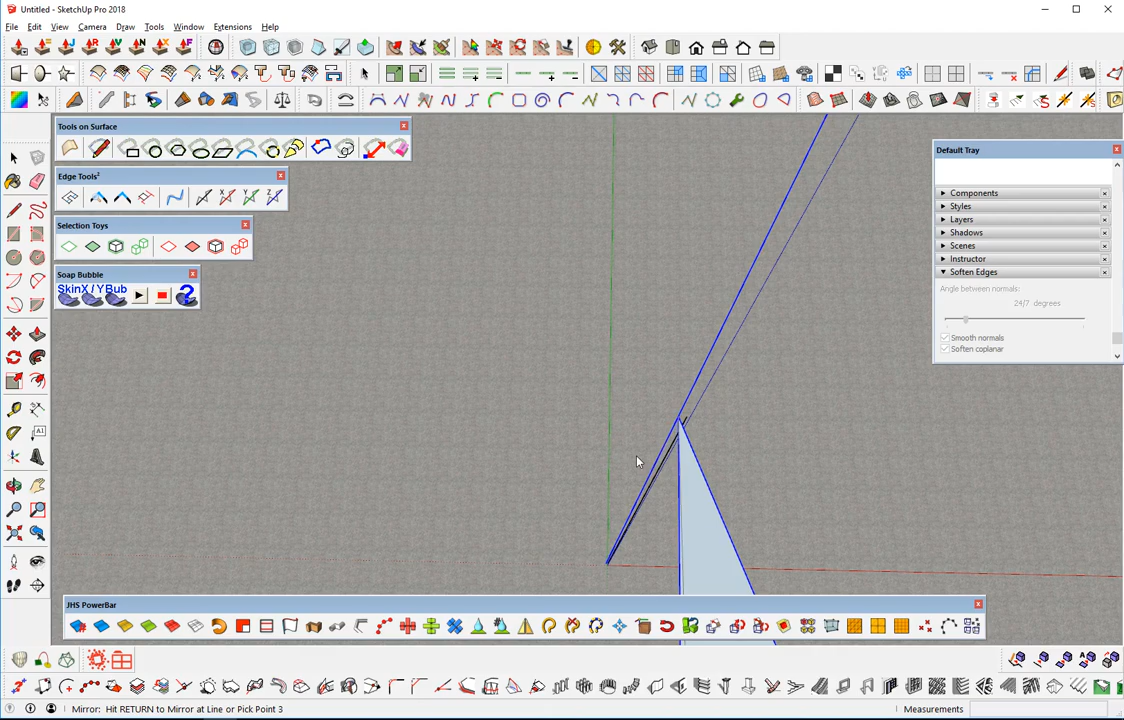 Untitled - SketchUp Pro 2018
File Edit View Camera Draw Tools Window Extensions Help
Tools on Surface
Edge Tools²
Selection Toys
Soap Bubble
SkinX / YBub
Default Tray
Components
Styles
Layers
Shadows
Scenes
Instructor
Soften Edges
Angle between normals:
24/7 degrees
Smooth normals
Soften coplanar
JHS PowerBar
Mirror: Hit RETURN to Mirror at Line or Pick Point 3
Measurements